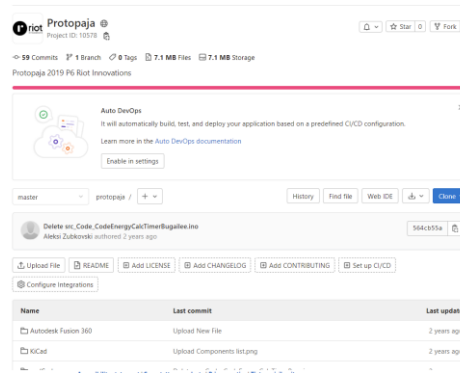 riot
Protopaja
Project ID: 10578
Star 0
Fork
59 Commits 1 Branch 0 Tags 7.1 MB Files 7.1 MB Storage
Protopaja 2019 P6 Riot Innovations
Auto DevOps
It will automatically build, test, and deploy your application based on a predefined CI/CD configuration.
Learn more in the Auto DevOps documentation
Enable in settings
master protopaja / + History Find file Web IDE Clone
Delete src_Code_CodeEnergyCalcTimerBugailee.ino
Aleksi Zubkovski authored 2 years ago
564cb55a
Upload File README Add LICENSE Add CHANGELOG Add CONTRIBUTING Set up CI/CD
Configure Integrations
Name Last commit Last updat
Autodesk Fusion 360 Upload New File 2 years ago
KiCad Upload Components list.png 2 years ago